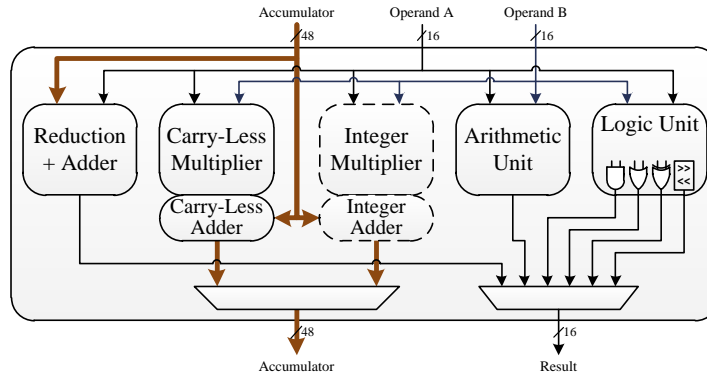 Accumulator
Operand A
Operand B
48
16
16
Reduction
+ Adder
Carry-Less
Multiplier
Integer
Multiplier
Arithmetic
Unit
Logic Unit
>>
<<
Carry-Less
Adder
Integer
Adder
48
16
Accumulator
Result